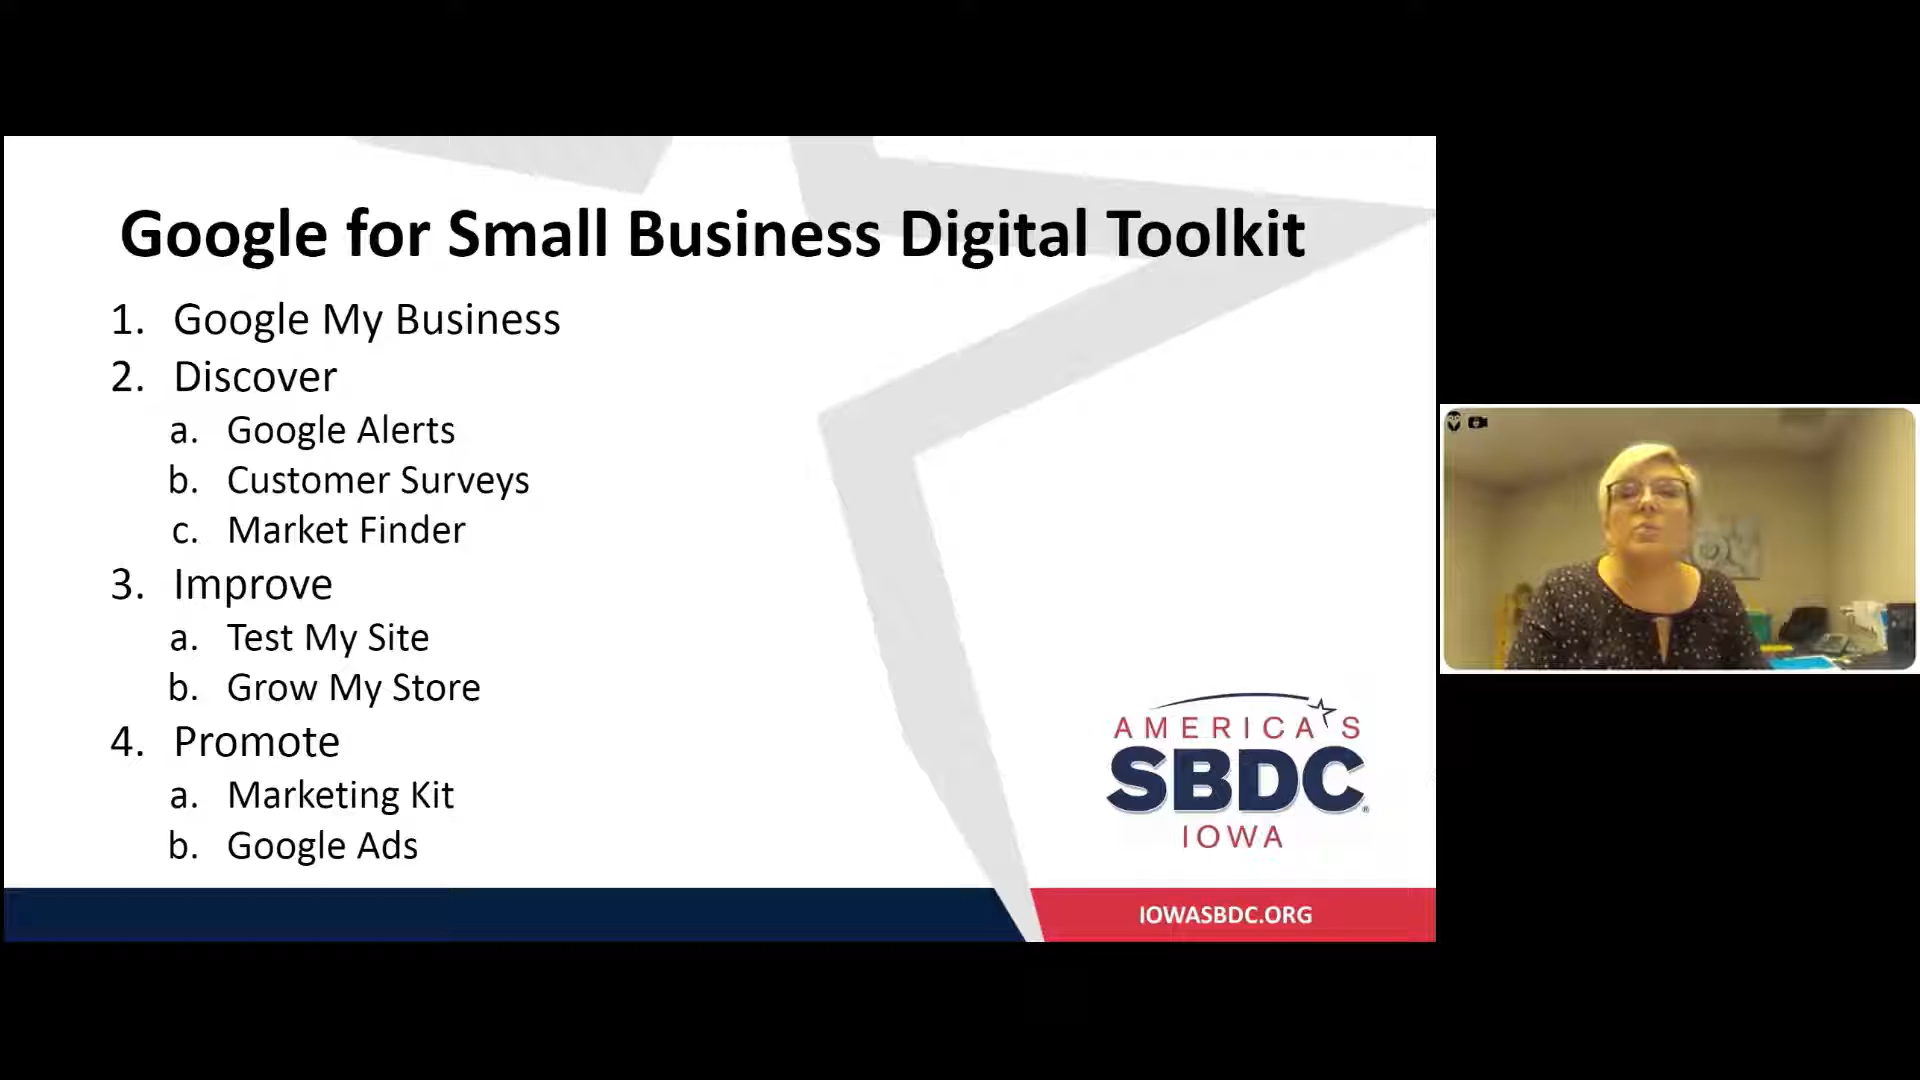 Google for Small Business Digital Toolkit
1. Google My Business
2. Discover
a. Google Alerts
b. Customer Surveys
c. Market Finder
3. Improve
a. Test My Site
b. Grow My Store
4. Promote
a. Marketing Kit
b. Google Ads
AMERICA'S
SBDC®
IOWA
IOWASBDC.ORG